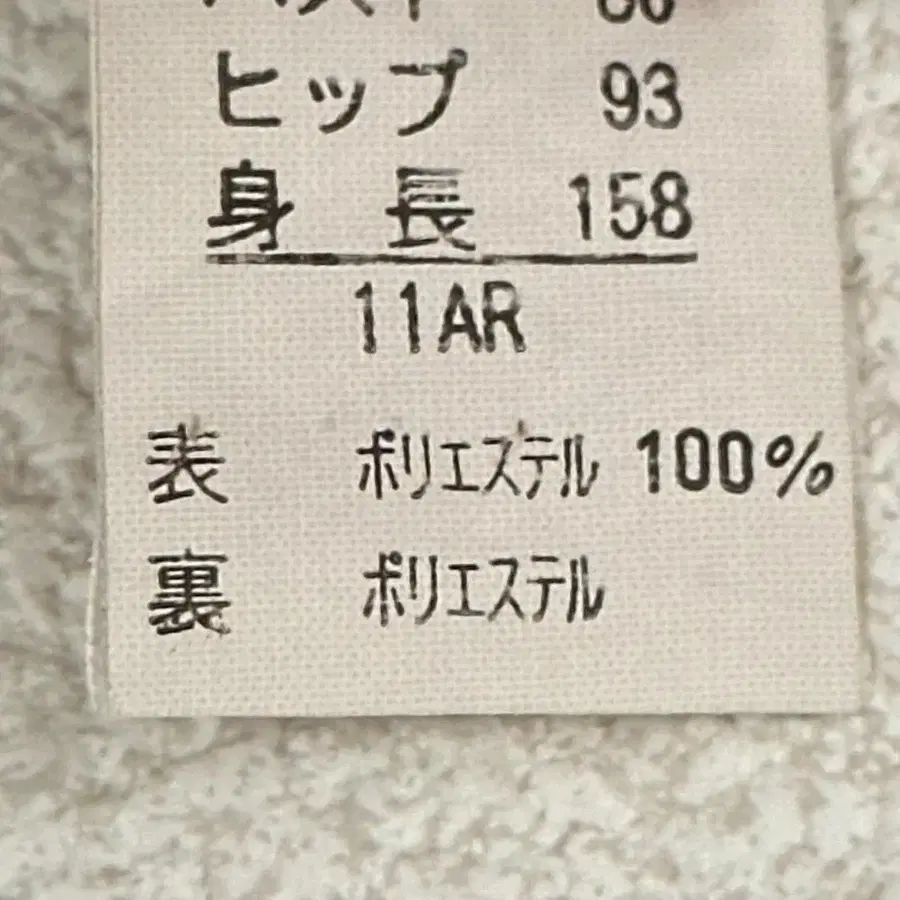 ヒップ 93
身長 158
11AR
表 ポリエステル 100%
裏 ポリエステル